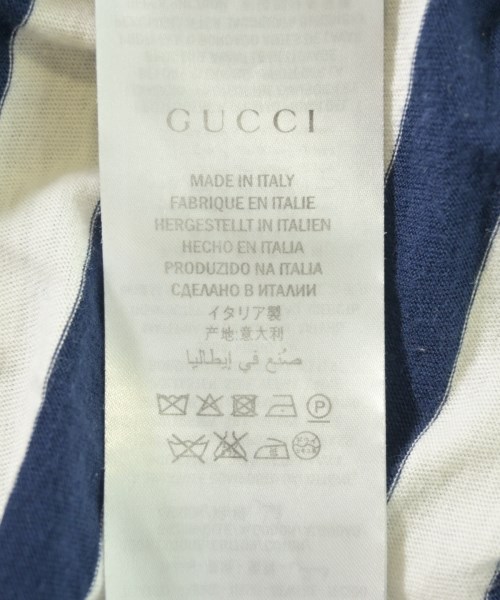 GUCCI
MADE IN ITALY
FABRIQUE EN ITALIE
HERGESTELLT IN ITALIEN
HECHO EN ITALIA
PRODUZIDO NA ITALIA
СДЕЛАНО В ИТАЛИИ
イタリア製
产地:意大利
صُنع في إيطاليا
P